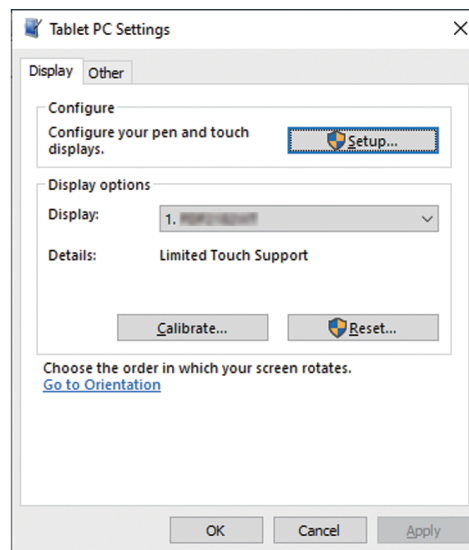 Tablet PC Settings
Display
Other
Configure
Configure your pen and touch
displays.
Setup...
Display options
Display:
1.
Details:
Limited Touch Support
Calibrate...
Reset...
Choose the order in which your screen rotates.
Go to Orientation
OK
Cancel
Apply